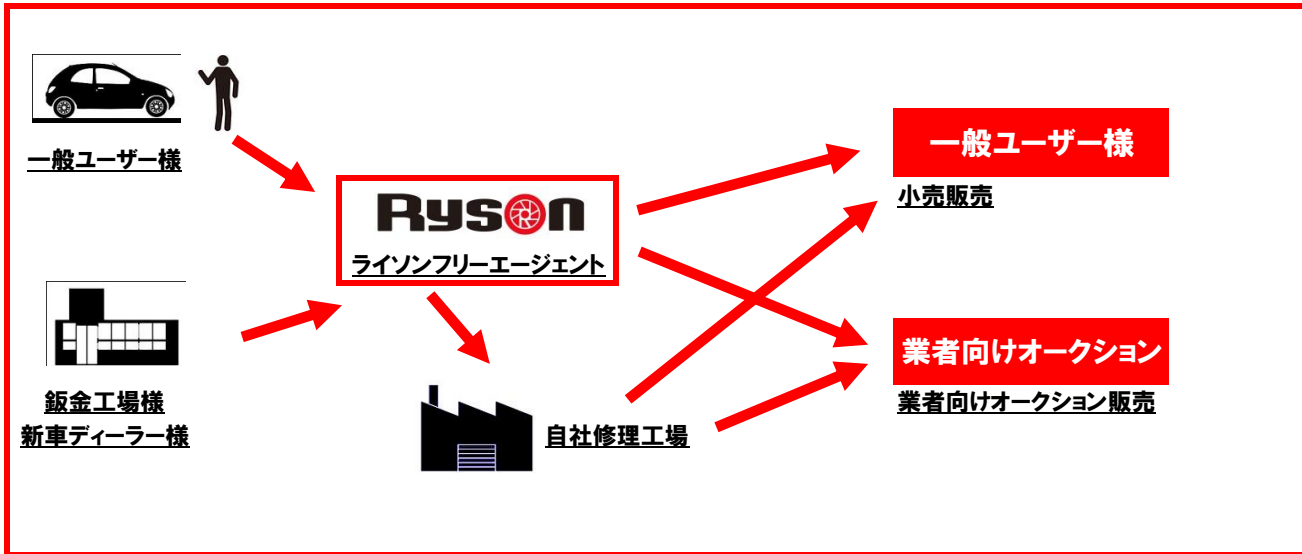 一般ユーザー様
Ryson
ライソンフリーエージェント
鈑金工場様
新車ディーラー様
自社修理工場
一般ユーザー様
小売販売
業者向けオークション
業者向けオークション販売